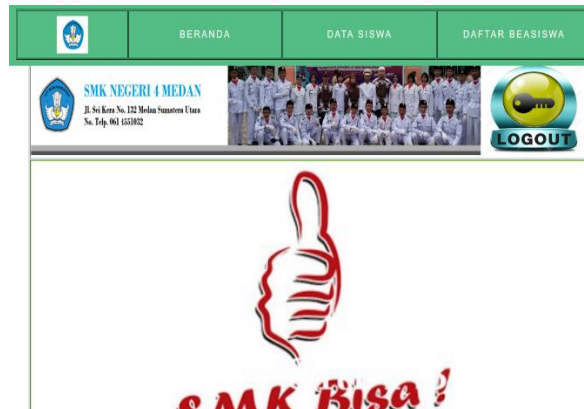 BERANDA
DATA SISWA
DAFTAR BEASISWA
SMK NEGERI 4 MEDAN
Jl. Sei Kera No. 132 Medan Sumatera Utara
No. Telp. 061 4551032
LOGOUT
SMK Bisa !